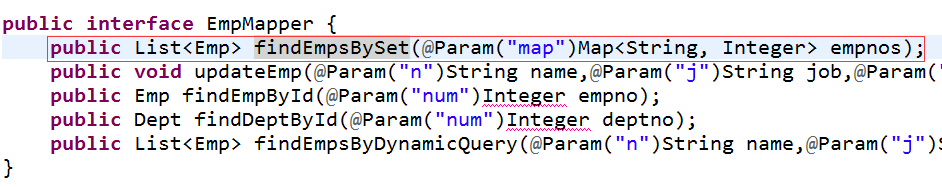 public interface EmpMapper {
public List<Emp> findEmpsBySet(@Param("map")Map<String, Integer> empnos);
public void updateEmp(@Param("n")String name,@Param("j")String job,@Param("
public Emp findEmpById(@Param("num")Integer empno);
public Dept findDeptById(@Param("num")Integer deptno);
public List<Emp> findEmpsByDynamicQuery(@Param("n")String name,@Param("j")S
}